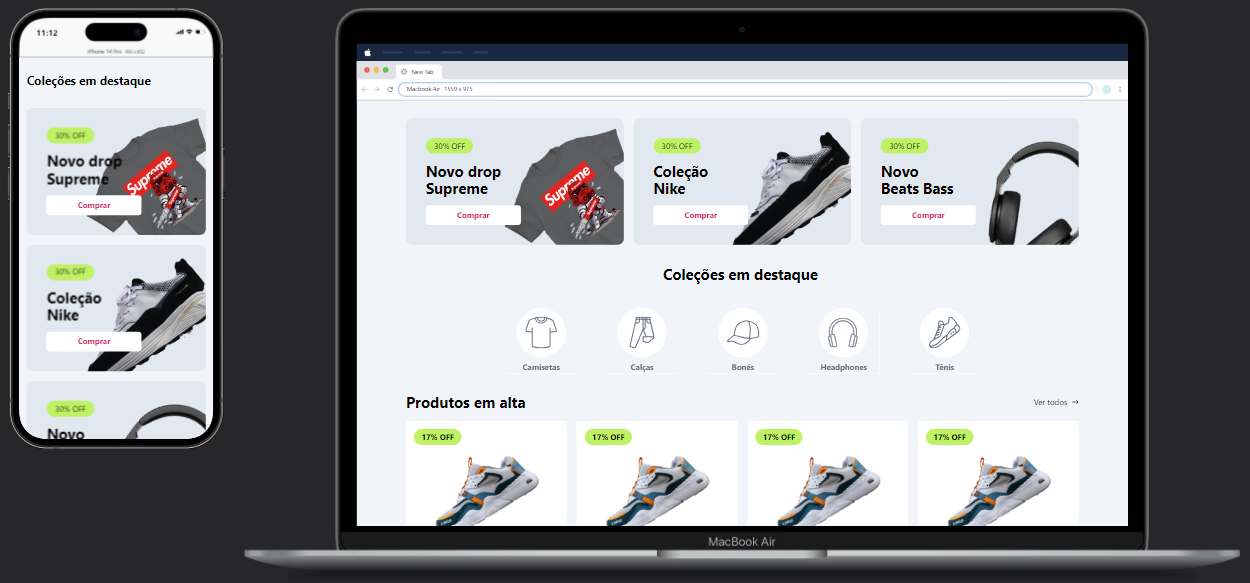 11:12
iPhone 14 Pro 393 x 852
Coleções em destaque
30% OFF
Novo drop
Supreme
Supreme
Comprar
30% OFF
Coleção
Nike
Comprar
30% OFF
Novo
New tab
Macbook Air 1559 x 975
30% OFF
Novo drop
Supreme
Supreme
Comprar
30% OFF
Coleção
Nike
Comprar
30% OFF
Novo
Beats Bass
Comprar
Coleções em destaque
Camisetas
Calças
Bonés
Headphones
Tênis
Produtos em alta
Ver todos →
17% OFF
17% OFF
17% OFF
17% OFF
MacBook Air